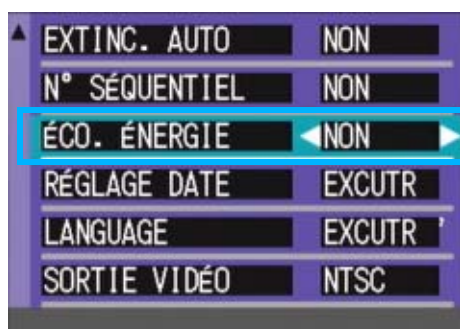 EXTINC. AUTO NON
N° SÉQUENTIEL NON
ÉCO. ÉNERGIE NON
RÉGLAGE DATE EXCUTR
LANGUAGE EXCUTR '
SORTIE VIDÉO NTSC